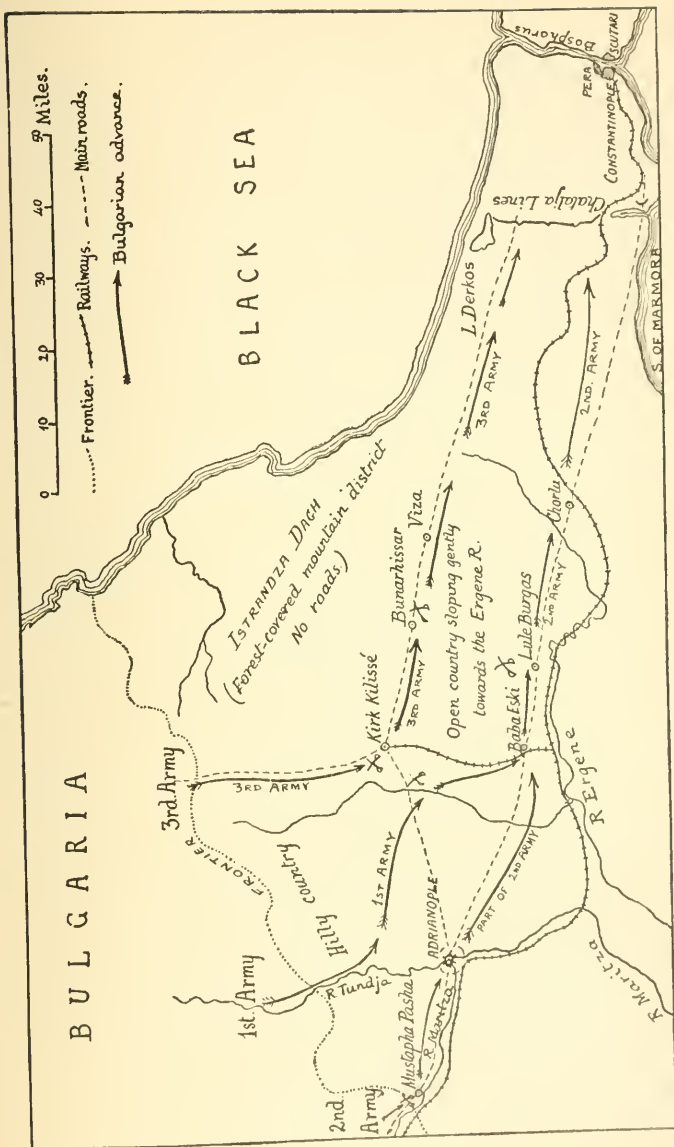 BULGARIA
BLACK SEA
0 10 20 30 40 50 Miles.
Frontier. Railways. Main roads.
Bulgarian advance.
2nd.
Army
1st. Army
3rd. Army
FRONTIER
Hilly country
R Tundja
Mustapha Pasha
R Maritza
ADRIANOPLE
1ST ARMY
PART OF 2ND ARMY
3RD ARMY
Kirk Kilissé
ISTRANDZA DAGH
(Forest-covered mountain district
No roads.)
3RD ARMY
Bunarhissar
Viza
Open country sloping gently
towards the Ergene R.
Baba Eski
Lule Burgas
2ND ARMY
Chorlu
R Ergene
R Maritza
3RD ARMY
L Derkos
2ND. ARMY
Chatalja Lines
S. OF MARMORA
CONSTANTINOPLE
PERA
SCUTARI
Bosphorus